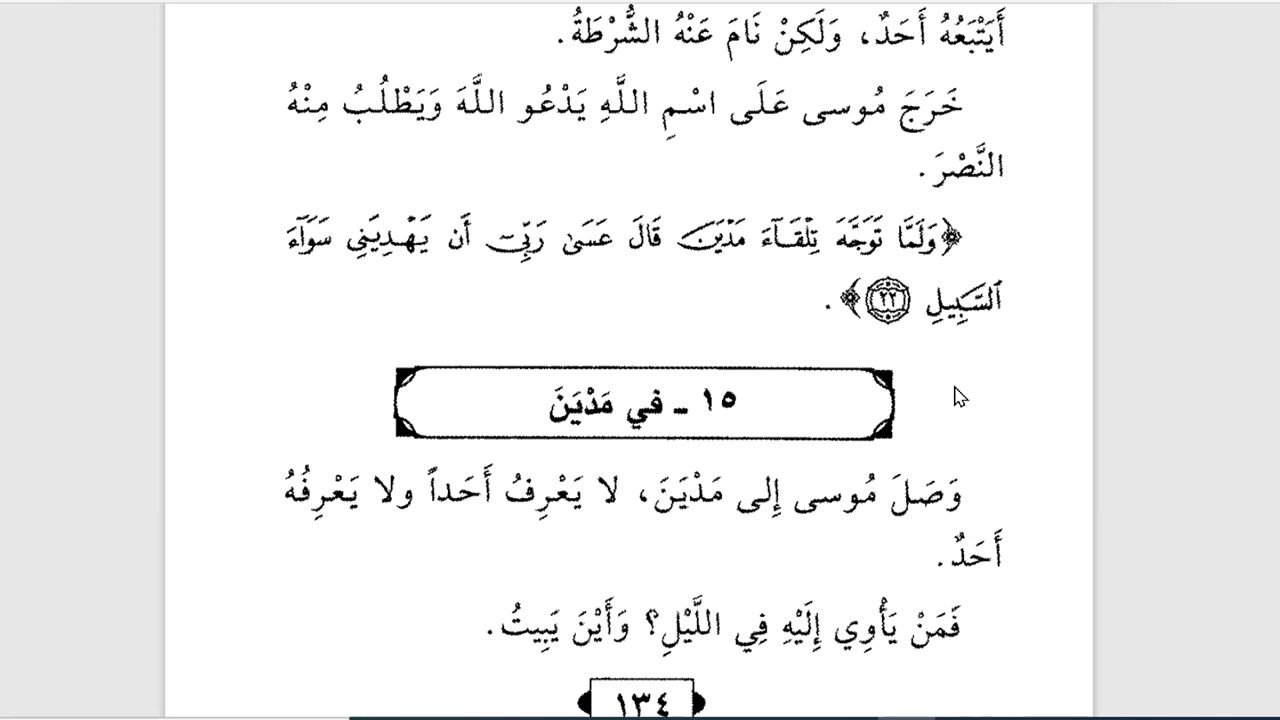 أَيَتْبَعُهُ أَحَدٌ، وَلَكِنْ نَامَ عَنْهُ الشُّرْطَةُ.
خَرَجَ مُوسى عَلَى اسْمِ اللَّهِ يَدْعُو اللَّهَ وَيَطْلُبُ مِنْهُ
النَّصْرَ.
﴿وَلَمَّا تَوَجَّهَ تِلْقَآءَ مَدْيَنَ قَالَ عَسَىٰ رَبِّىٓ أَن يَهْدِيَنِى سَوَآءَ
ٱلسَّبِيلِ ٢٢﴾.
١٥ - في مَدْيَنَ
وَصَلَ مُوسى إِلى مَدْيَنَ، لا يَعْرِفُ أَحَداً ولا يَعْرِفُهُ
أَحَدٌ.
فَمَنْ يَأْوِي إِلَيْهِ فِي اللَّيْلِ؟ وَأَيْنَ يَبِيتُ.
١٣٤